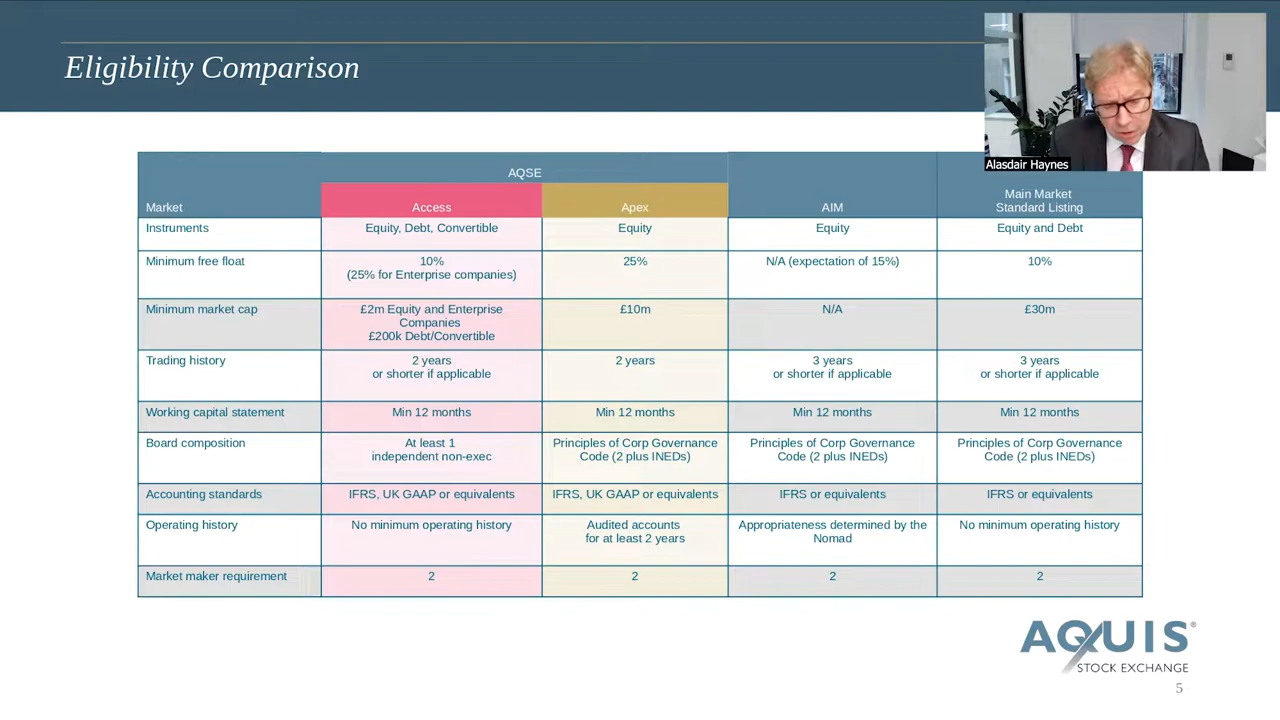 Eligibility Comparison
Alasdair Haynes
AQSE
Market
Access
Apex
AIM
Main Market
Standard Listing
Instruments
Equity, Debt, Convertible
Equity
Equity
Equity and Debt
Minimum free float
10%
(25% for Enterprise companies)
25%
N/A (expectation of 15%)
10%
Minimum market cap
£2m Equity and Enterprise
Companies
£200k Debt/Convertible
£10m
N/A
£30m
Trading history
2 years
or shorter if applicable
2 years
3 years
or shorter if applicable
3 years
or shorter if applicable
Working capital statement
Min 12 months
Min 12 months
Min 12 months
Min 12 months
Board composition
At least 1
independent non-exec
Principles of Corp Governance
Code (2 plus INEDs)
Principles of Corp Governance
Code (2 plus INEDs)
Principles of Corp Governance
Code (2 plus INEDs)
Accounting standards
IFRS, UK GAAP or equivalents
IFRS, UK GAAP or equivalents
IFRS or equivalents
IFRS or equivalents
Operating history
No minimum operating history
Audited accounts
for at least 2 years
Appropriateness determined by the
Nomad
No minimum operating history
Market maker requirement
2
2
2
2
AQUIS®
STOCK EXCHANGE
5